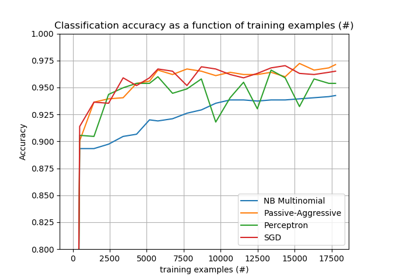 Classification accuracy as a function of training examples (#)
1.000
0.975
0.950
0.925
0.900
0.875
0.850
0.825
0.800
Accuracy
NB Multinomial
Passive-Aggressive
Perceptron
SGD
0 2500 5000 7500 10000 12500 15000 17500
training examples (#)